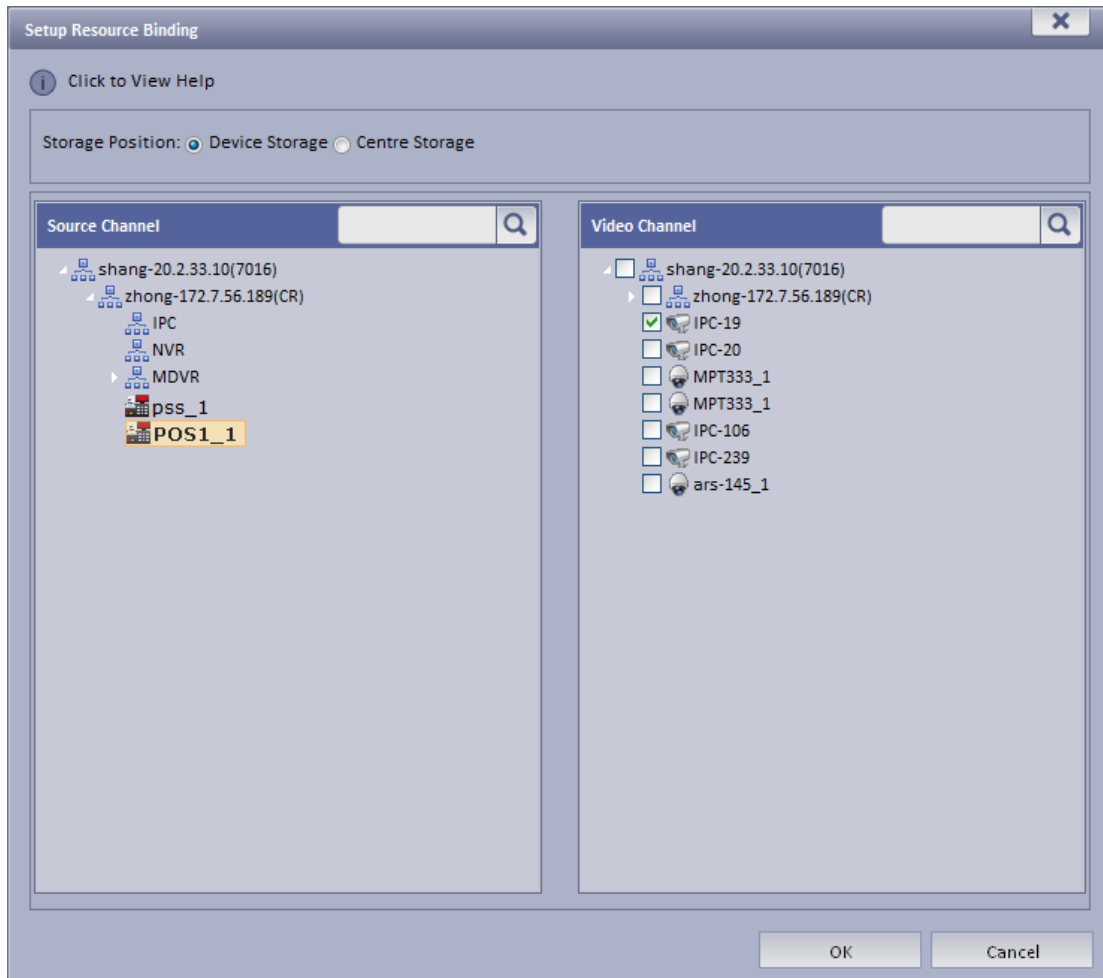 Setup Resource Binding
Click to View Help
Storage Position: Device Storage Centre Storage
Source Channel
shang-20.2.33.10(7016)
zhong-172.7.56.189(CR)
IPC
NVR
MDVR
pss_1
POS1_1
Video Channel
shang-20.2.33.10(7016)
zhong-172.7.56.189(CR)
IPC-19
IPC-20
MPT333_1
MPT333_1
IPC-106
IPC-239
ars-145_1
OK Cancel